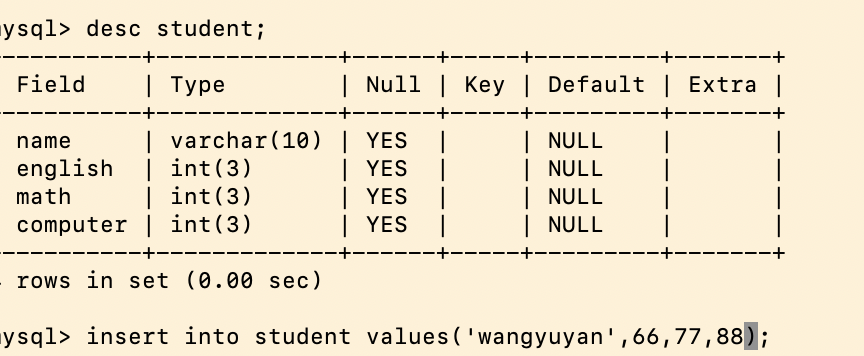 mysql> desc student;
-----------+-------------+------+-----+---------+-------+
Field     | Type        | Null | Key | Default | Extra |
-----------+-------------+------+-----+---------+-------+
name      | varchar(10) | YES  |     | NULL    |       |
english   | int(3)      | YES  |     | NULL    |       |
math      | int(3)      | YES  |     | NULL    |       |
computer | int(3)      | YES  |     | NULL    |       |
-----------+-------------+------+-----+---------+-------+
rows in set (0.00 sec)
mysql> insert into student values('wangyuyan',66,77,88);